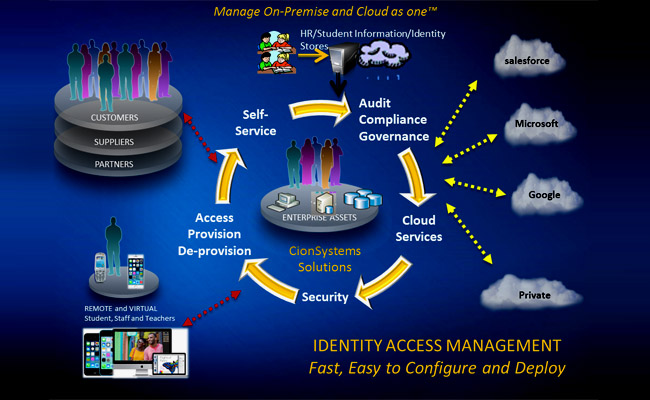 Manage On-Premise and Cloud as one™
HR/Student Information/Identity
Stores
salesforce
Self-
Service
Audit
Compliance
Governance
CUSTOMERS
SUPPLIERS
PARTNERS
Microsoft
Google
ENTERPRISE ASSETS
Access
Provision
De-provision
Cloud
Services
CionSystems
Solutions
Security
Private
REMOTE and VIRTUAL
Student, Staff and Teachers
IDENTITY ACCESS MANAGEMENT
Fast, Easy to Configure and Deploy